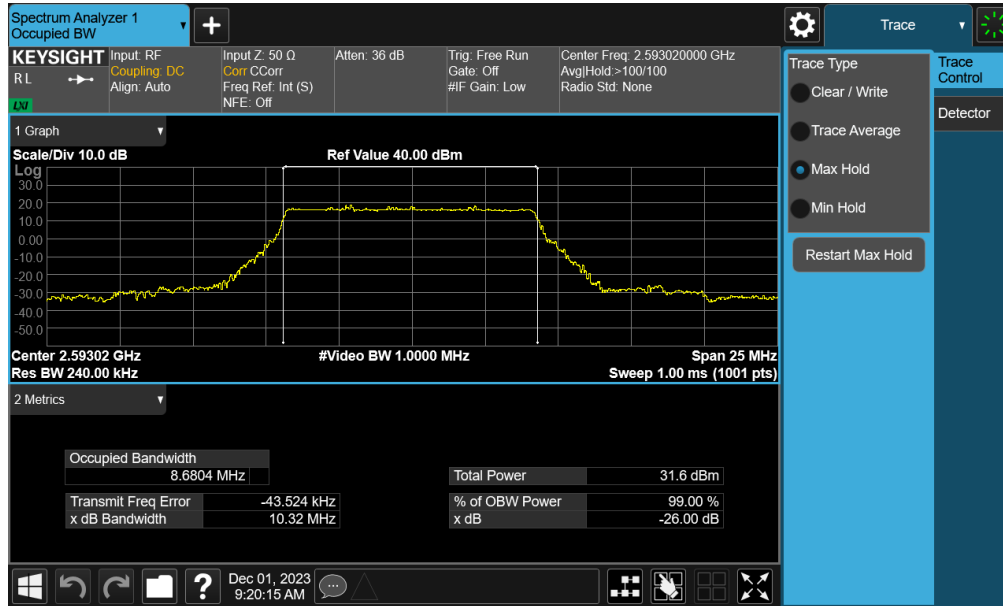 Spectrum Analyzer 1
Occupied BW
Trace
KEYSIGHT
R L
LXI
Input: RF
Coupling: DC
Align: Auto
Input Z: 50 Ω
Corr CCorr
Freq Ref: Int (S)
NFE: Off
Atten: 36 dB
Trig: Free Run
Gate: Off
#IF Gain: Low
Center Freq: 2.593020000 GHz
Avg|Hold:>100/100
Radio Std: None
Trace Type
Clear / Write
Trace Average
Max Hold
Min Hold
Restart Max Hold
Trace
Control
Detector
1 Graph
Scale/Div 10.0 dB
Ref Value 40.00 dBm
Log
30.0
20.0
10.0
0.00
-10.0
-20.0
-30.0
-40.0
-50.0
Center 2.59302 GHz
#Video BW 1.0000 MHz
Span 25 MHz
Res BW 240.00 kHz
Sweep 1.00 ms (1001 pts)
2 Metrics
Occupied Bandwidth
8.6804 MHz
Total Power 31.6 dBm
Transmit Freq Error -43.524 kHz
% of OBW Power 99.00 %
x dB Bandwidth 10.32 MHz
x dB -26.00 dB
?
Dec 01, 2023
9:20:15 AM